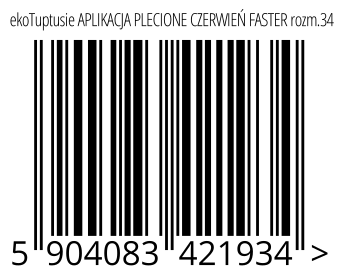 ekoTuptusie APLIKACJA PLECIONE CZERWIEŃ FASTER rozm.34
5 904083 421934 >